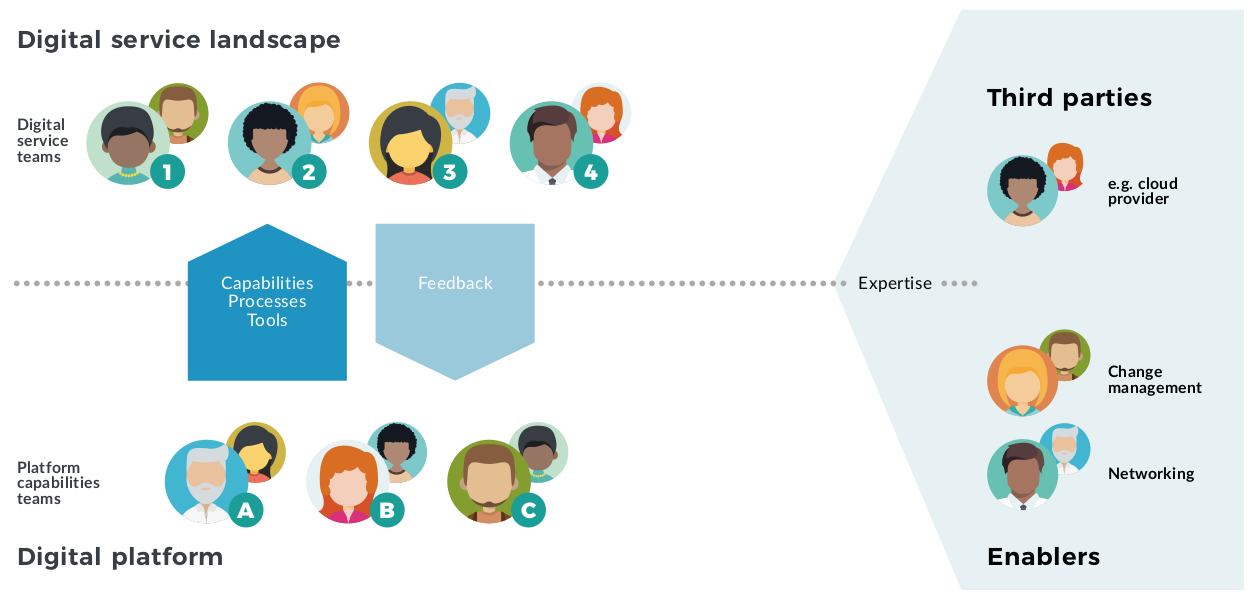 Digital service landscape
Digital
service
teams
1
2
3
4
Capabilities
Processes
Tools
Feedback
Platform
capabilities
teams
A
B
C
Digital platform
Third parties
e.g. cloud
provider
Expertise
Change
management
Networking
Enablers